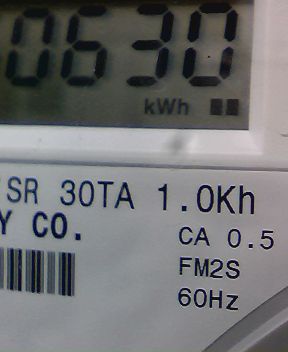 0630
kWh
SR 30TA 1.0Kh
Y CO.
CA 0.5
FM2S
60Hz